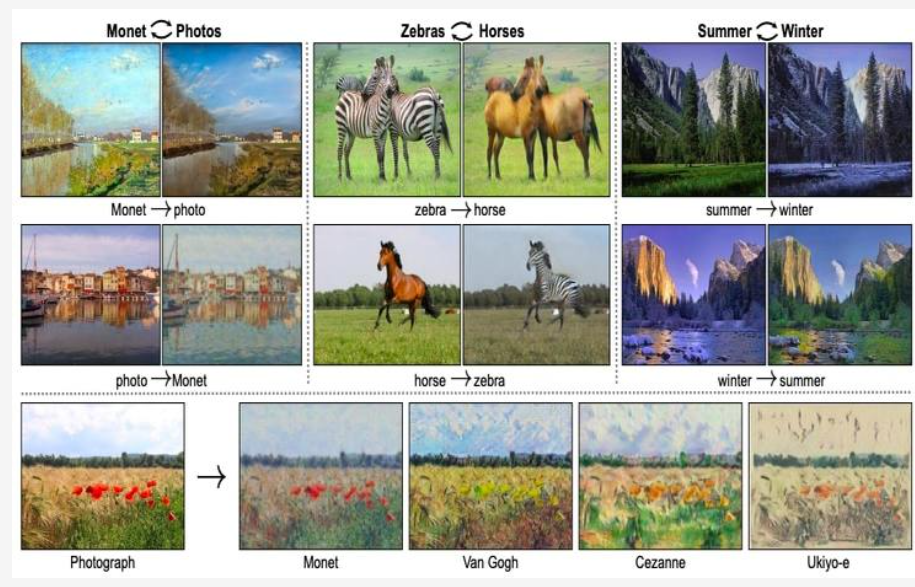 Monet ⟳ Photos
Zebras ⟳ Horses
Summer ⟳ Winter
Monet → photo
zebra → horse
summer → winter
photo → Monet
horse → zebra
winter → summer
→
Photograph
Monet
Van Gogh
Cezanne
Ukiyo-e